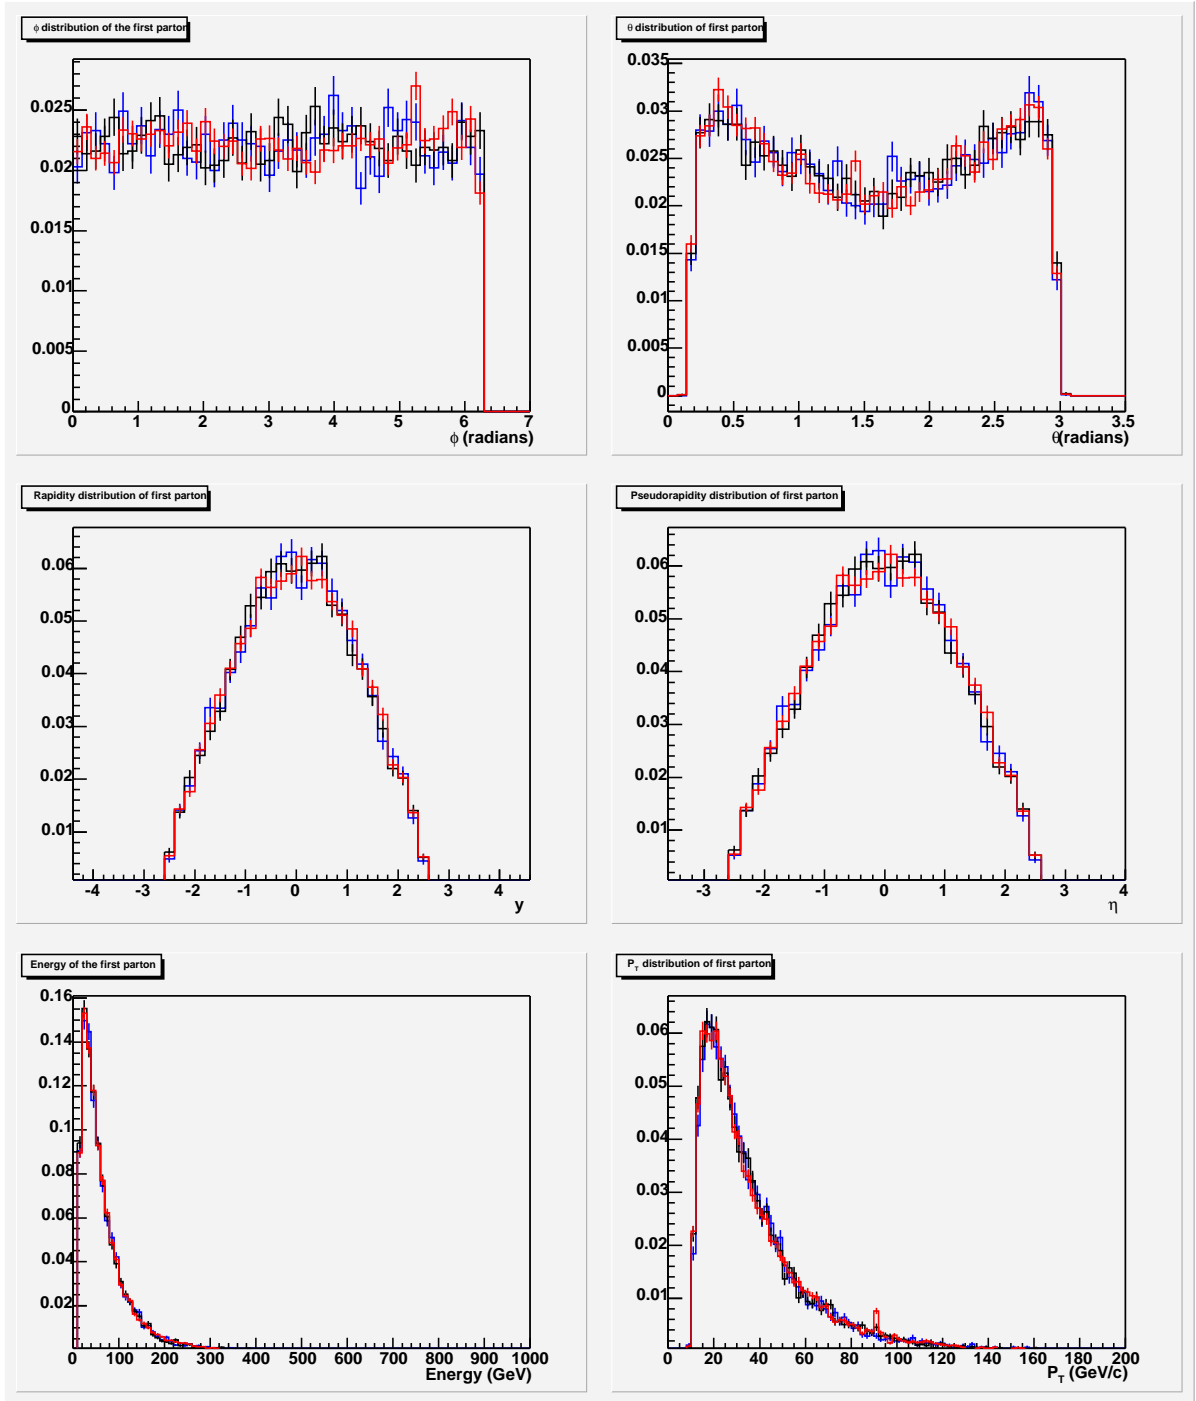 ϕ distribution of the first parton
0.025
0.02
0.015
0.01
0.005
0
0 1 2 3 4 5 6 7
ϕ (radians)
θ distribution of first parton
0.035
0.03
0.025
0.02
0.015
0.01
0.005
0
0 0.5 1 1.5 2 2.5 3 3.5
θ(radians)
Rapidity distribution of first parton
0.06
0.05
0.04
0.03
0.02
0.01
-4 -3 -2 -1 0 1 2 3 4
y
Pseudorapidity distribution of first parton
0.06
0.05
0.04
0.03
0.02
0.01
-3 -2 -1 0 1 2 3 4
η
Energy of the first parton
0.16
0.14
0.12
0.1
0.08
0.06
0.04
0.02
0 100 200 300 400 500 600 700 800 900 1000
Energy (GeV)
P_T distribution of first parton
0.06
0.05
0.04
0.03
0.02
0.01
0 20 40 60 80 100 120 140 160 180 200
P_T (GeV/c)